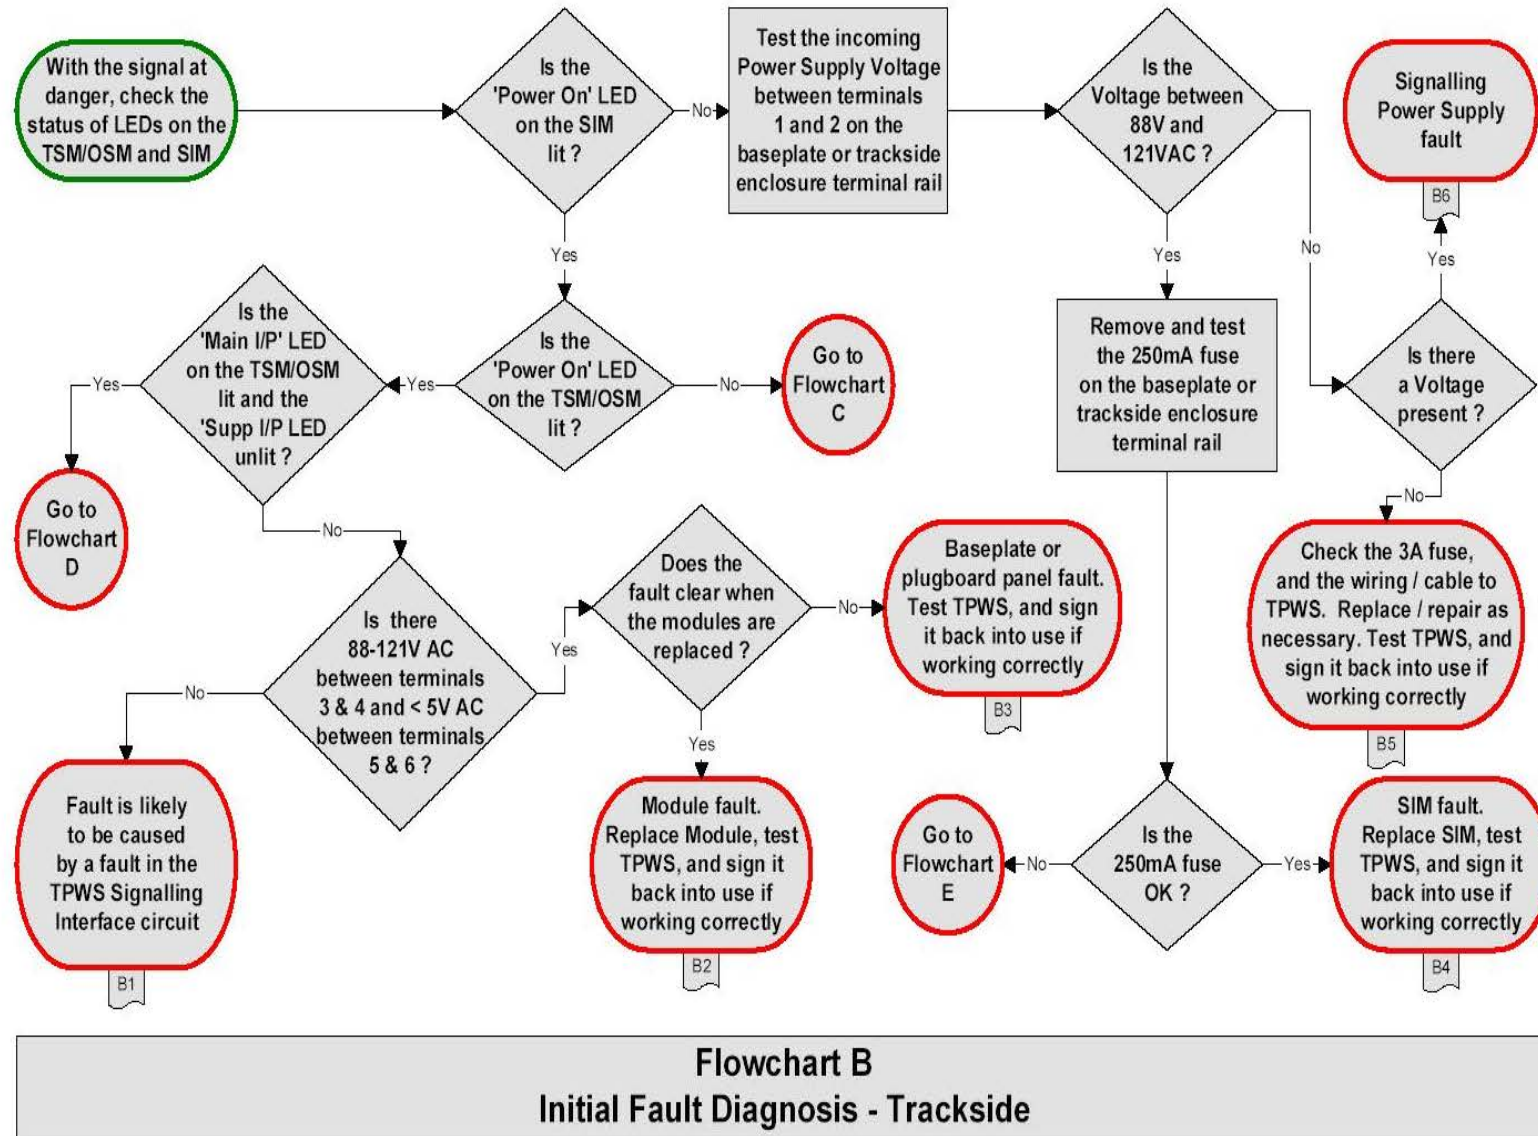 With the signal at
danger, check the
status of LEDs on the
TSM/OSM and SIM
Is the
'Power On' LED
on the SIM
lit ?
No
Test the incoming
Power Supply Voltage
between terminals
1 and 2 on the
baseplate or trackside
enclosure terminal rail
Is the
Voltage between
88V and
121VAC ?
Signalling
Power Supply
fault
B6
Yes
Yes
No
Yes
Is the
'Main I/P' LED
on the TSM/OSM
lit and the
'Supp I/P LED
unlit ?
Yes
Yes
Is the
'Power On' LED
on the TSM/OSM
lit ?
No
Go to
Flowchart
C
Remove and test
the 250mA fuse
on the baseplate or
trackside enclosure
terminal rail
Is there
a Voltage
present ?
No
Go to
Flowchart
D
No
Is there
88-121V AC
between terminals
3 & 4 and < 5V AC
between terminals
5 & 6 ?
No
Yes
Does the
fault clear when
the modules are
replaced ?
No
Baseplate or
plugboard panel fault.
Test TPWS, and sign
it back into use if
working correctly
B3
Check the 3A fuse,
and the wiring / cable to
TPWS. Replace / repair as
necessary. Test TPWS, and
sign it back into use if
working correctly
B5
Yes
Fault is likely
to be caused
by a fault in the
TPWS Signalling
Interface circuit
B1
Module fault.
Replace Module, test
TPWS, and sign it
back into use if
working correctly
B2
Go to
Flowchart
E
No
Is the
250mA fuse
OK ?
Yes
SIM fault.
Replace SIM, test
TPWS, and sign it
back into use if
working correctly
B4
Flowchart B
Initial Fault Diagnosis - Trackside